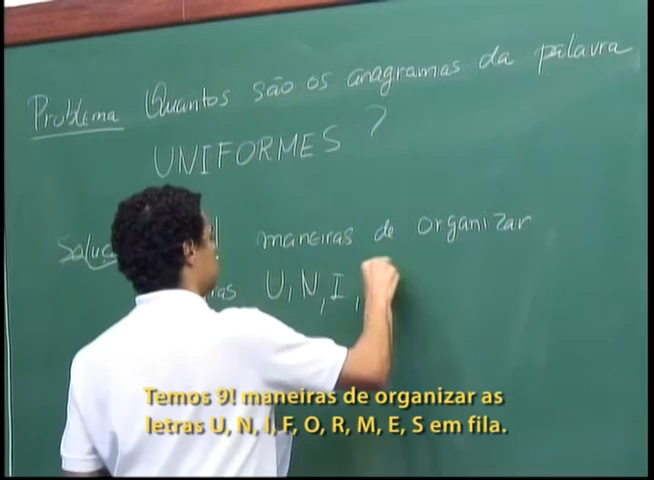 Problema Quantos são os anagramas da palavra
UNIFORMES ?
maneiras de organizar
U, N, I,
Temos 9! maneiras de organizar as
letras U, N, I, F, O, R, M, E, S em fila.